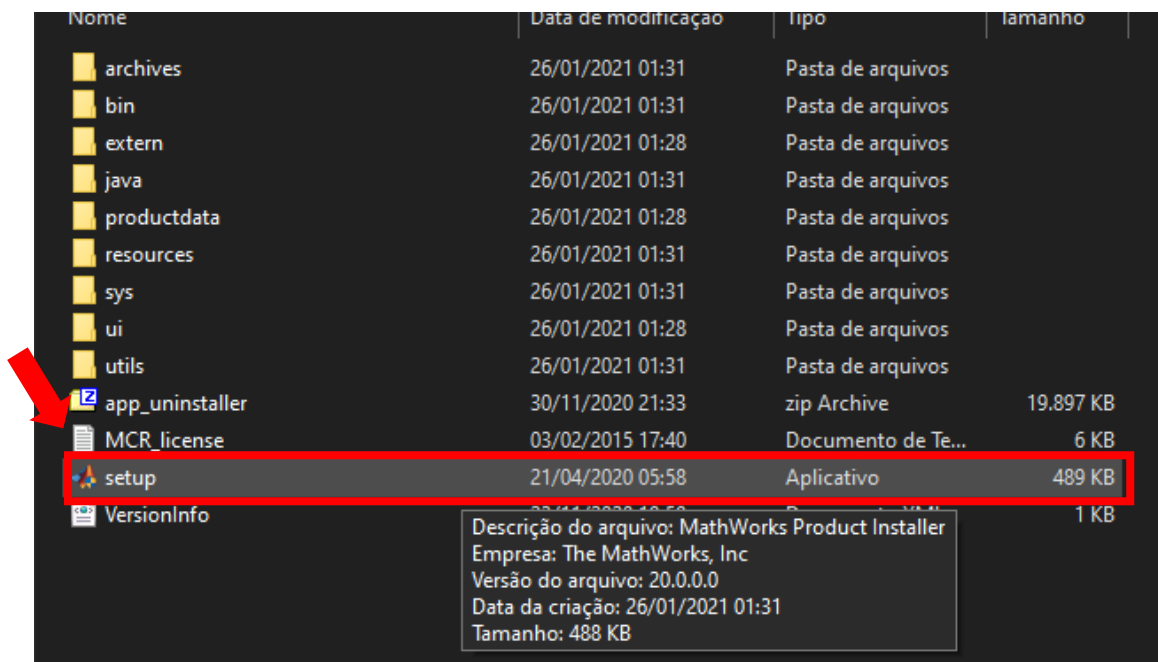 Nome Data de modificação Tipo Tamanho
archives 26/01/2021 01:31 Pasta de arquivos
bin 26/01/2021 01:31 Pasta de arquivos
extern 26/01/2021 01:28 Pasta de arquivos
java 26/01/2021 01:31 Pasta de arquivos
productdata 26/01/2021 01:28 Pasta de arquivos
resources 26/01/2021 01:31 Pasta de arquivos
sys 26/01/2021 01:31 Pasta de arquivos
ui 26/01/2021 01:28 Pasta de arquivos
utils 26/01/2021 01:31 Pasta de arquivos
app_uninstaller 30/11/2020 21:33 zip Archive 19.897 KB
MCR_license 03/02/2015 17:40 Documento de Te... 6 KB
setup 21/04/2020 05:58 Aplicativo 489 KB
VersionInfo 1 KB
Descrição do arquivo: MathWorks Product Installer
Empresa: The MathWorks, Inc
Versão do arquivo: 20.0.0.0
Data da criação: 26/01/2021 01:31
Tamanho: 488 KB